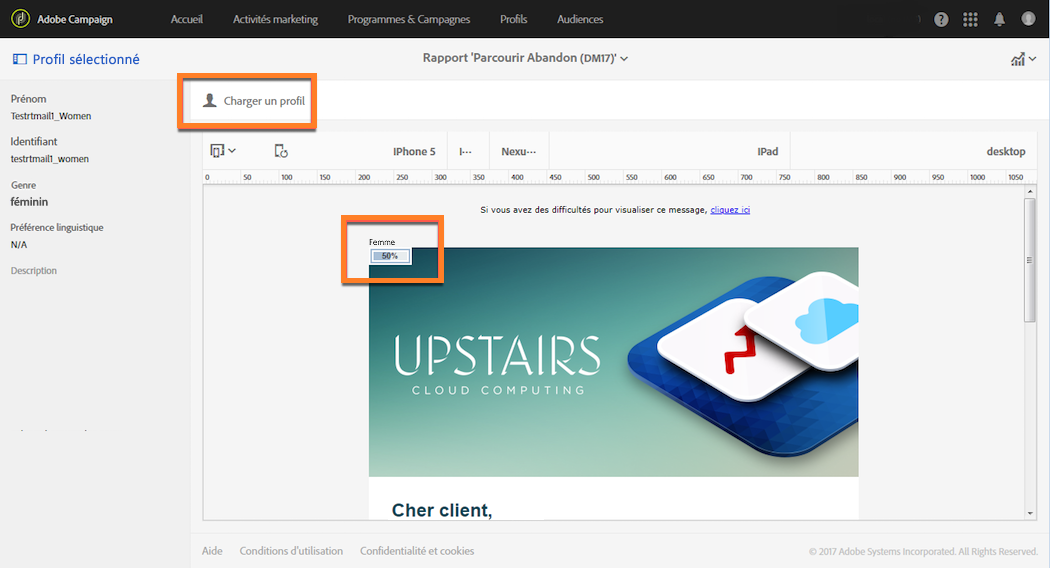 Adobe Campaign
Accueil
Activités marketing
Programmes & Campagnes
Profils
Audiences
Profil sélectionné
Rapport 'Parcourir Abandon (DM17)'
Prénom
Testrtmail1_Women
Identifiant
testrtmail1_women
Genre
féminin
Préférence linguistique
N/A
Description
Charger un profil
IPhone 5
I···
Nexu···
IPad
desktop
0 50 100 150 200 250 300 350 400 450 500 550 600 650 700 750 800 850 900 950 1000 1050
Si vous avez des difficultés pour visualiser ce message, cliquez ici
Femme
50%
UPSTAIRS
CLOUD COMPUTING
Cher client,
Aide
Conditions d'utilisation
Confidentialité et cookies
© 2017 Adobe Systems Incorporated. All Rights Reserved.